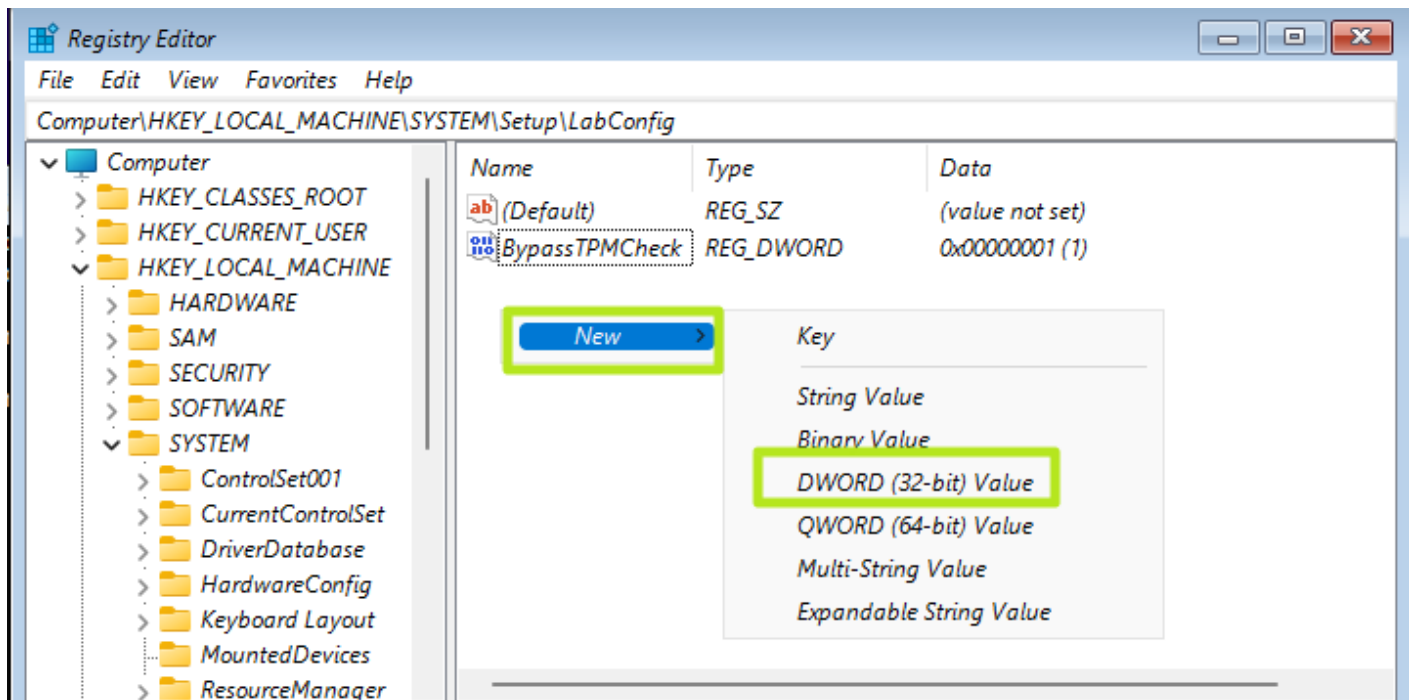 Registry Editor
File Edit View Favorites Help
Computer\HKEY_LOCAL_MACHINE\SYSTEM\Setup\LabConfig
Computer
HKEY_CLASSES_ROOT
HKEY_CURRENT_USER
HKEY_LOCAL_MACHINE
HARDWARE
SAM
SECURITY
SOFTWARE
SYSTEM
ControlSet001
CurrentControlSet
DriverDatabase
HardwareConfig
Keyboard Layout
MountedDevices
ResourceManager
Name Type Data
ab (Default) REG_SZ (value not set)
BypassTPMCheck REG_DWORD 0x00000001 (1)
New
Key
String Value
Binary Value
DWORD (32-bit) Value
QWORD (64-bit) Value
Multi-String Value
Expandable String Value